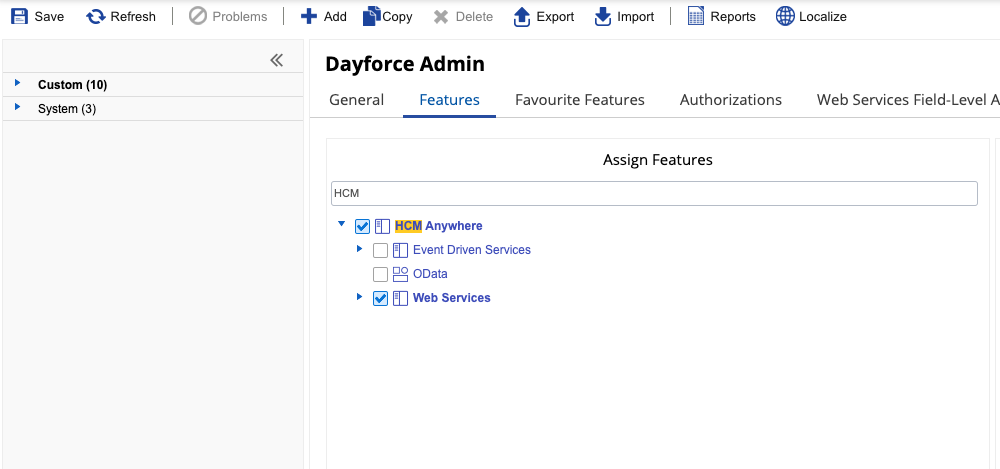 Save Refresh Problems Add Copy Delete Export Import Reports Localize
Custom (10)
System (3)
Dayforce Admin
General Features Favourite Features Authorizations Web Services Field-Level A
Assign Features
HCM
HCM Anywhere
Event Driven Services
OData
Web Services